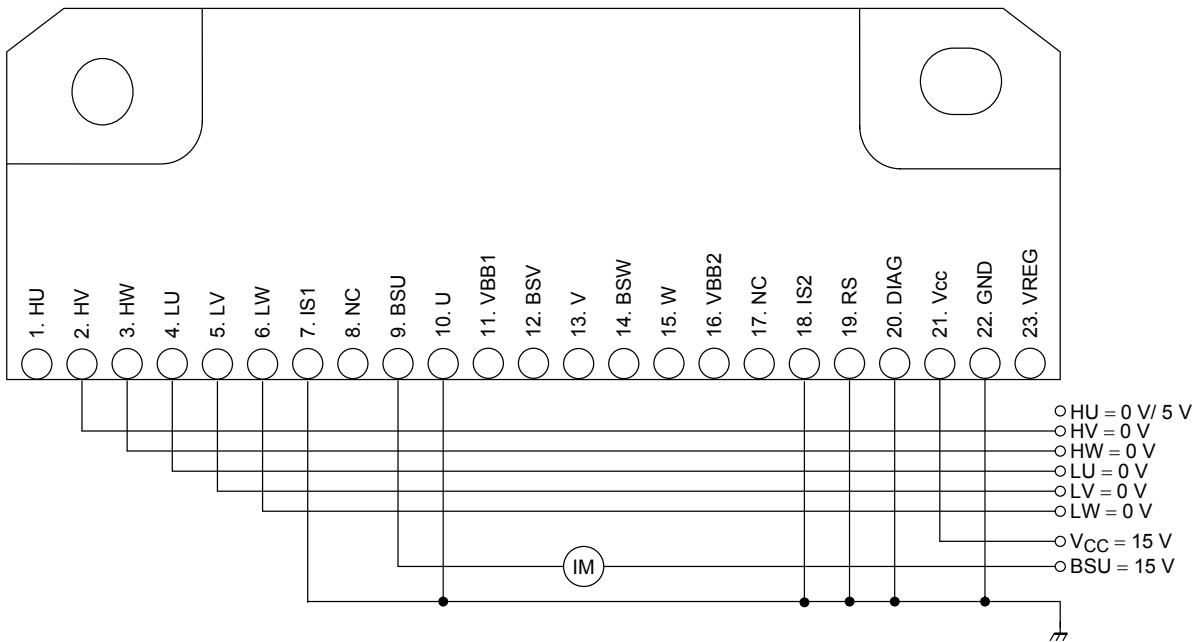 1. HU
2. HV
3. HW
4. LU
5. LV
6. LW
7. IS1
8. NC
9. BSU
10. U
11. VBB1
12. BSV
13. V
14. BSW
15. W
16. VBB2
17. NC
18. IS2
19. RS
20. DIAG
21. Vcc
22. GND
23. VREG
HU = 0 V/ 5 V
HV = 0 V
HW = 0 V
LU = 0 V
LV = 0 V
LW = 0 V
VCC = 15 V
IM
BSU = 15 V